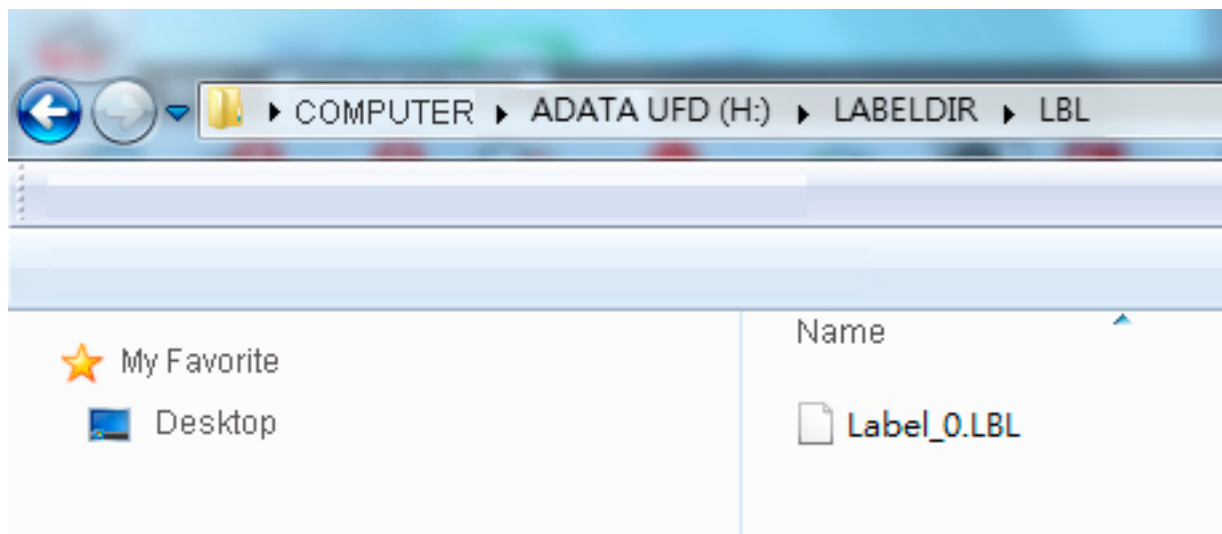 COMPUTER ▸ ADATA UFD (H:) ▸ LABELDIR ▸ LBL
My Favorite
Desktop
Name
Label_0.LBL